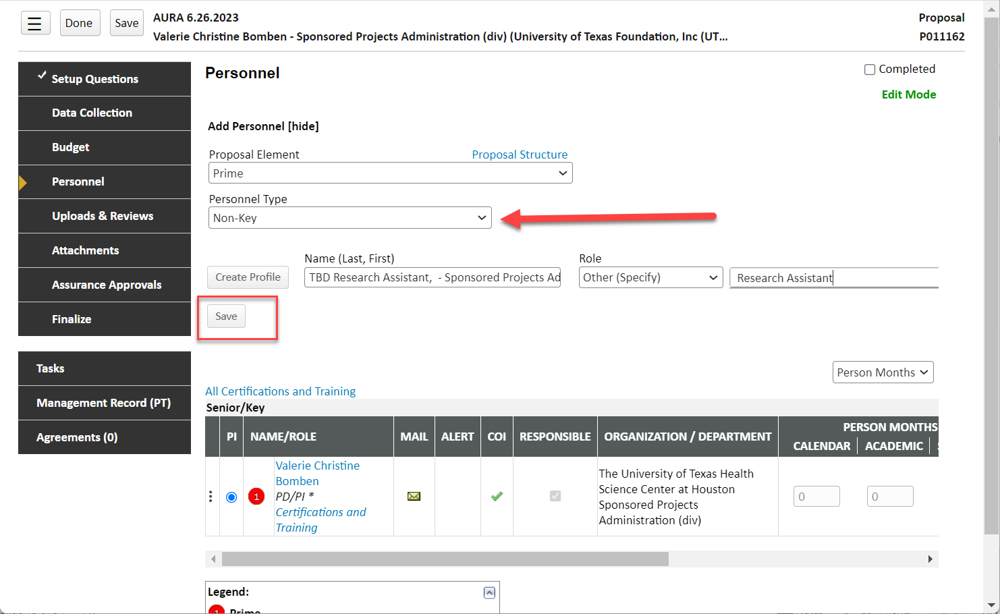 Done
Save
AURA 6.26.2023
Valerie Christine Bomben - Sponsored Projects Administration (div) (University of Texas Foundation, Inc (UT...
Proposal
P011162
Setup Questions
Data Collection
Budget
Personnel
Uploads & Reviews
Attachments
Assurance Approvals
Finalize
Tasks
Management Record (PT)
Agreements (0)
Personnel
Completed
Edit Mode
Add Personnel [hide]
Proposal Element
Proposal Structure
Prime
Personnel Type
Non-Key
Name (Last, First)
Role
Create Profile
TBD Research Assistant,  - Sponsored Projects Ad
Other (Specify)
Research Assistant
Save
Person Months
All Certifications and Training
Senior/Key
PI
NAME/ROLE
MAIL
ALERT
COI
RESPONSIBLE
ORGANIZATION / DEPARTMENT
PERSON MONTHS
CALENDAR
ACADEMIC
1
Valerie Christine
Bomben
PD/PI *
Certifications and
Training
The University of Texas Health
Science Center at Houston
Sponsored Projects
Administration (div)
0
0
Legend:
1 Prime